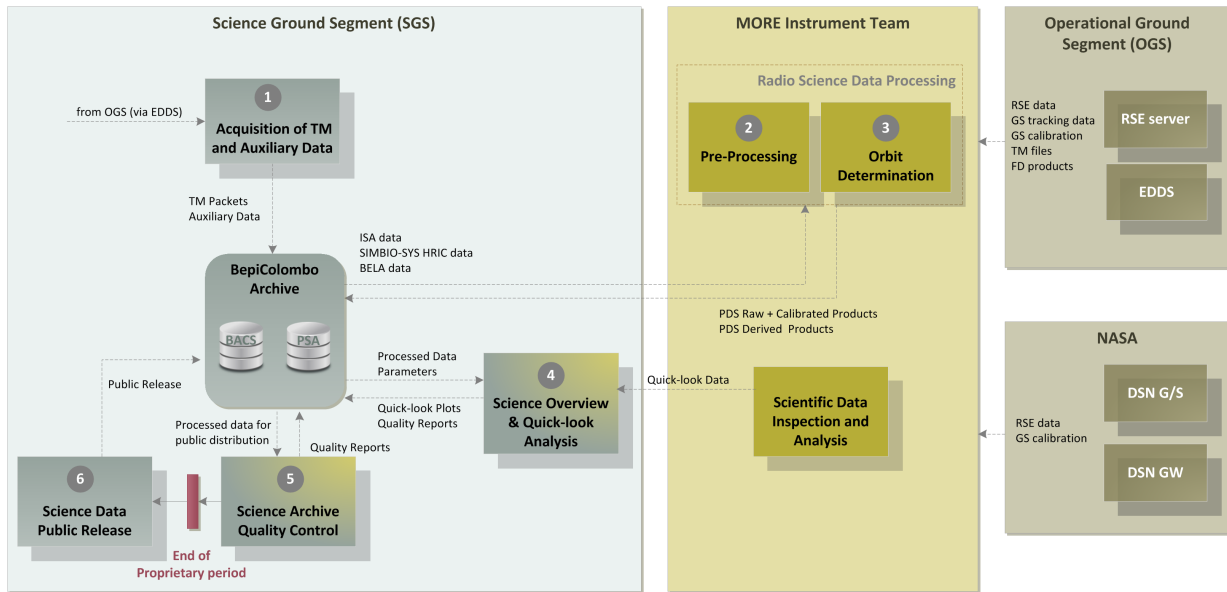 Science Ground Segment (SGS)
from OGS (via EDDS)
1
Acquisition of TM
and Auxiliary Data
TM Packets
Auxiliary Data
BepiColombo
Archive
BACS
PSA
ISA data
SIMBIO-SYS HRIC data
BELA data
Public Release
Processed Data
Parameters
Quick-look Plots
Quality Reports
4
Science Overview
& Quick-look
Analysis
Processed data for
public distribution
Quality Reports
6
Science Data
Public Release
5
Science Archive
Quality Control
End of
Proprietary period
MORE Instrument Team
Radio Science Data Processing
2
Pre-Processing
3
Orbit
Determination
PDS Raw + Calibrated Products
PDS Derived Products
Quick-look Data
Scientific Data
Inspection and
Analysis
Operational Ground
Segment (OGS)
RSE data
GS tracking data
GS calibration
TM files
FD products
RSE server
EDDS
NASA
RSE data
GS calibration
DSN G/S
DSN GW